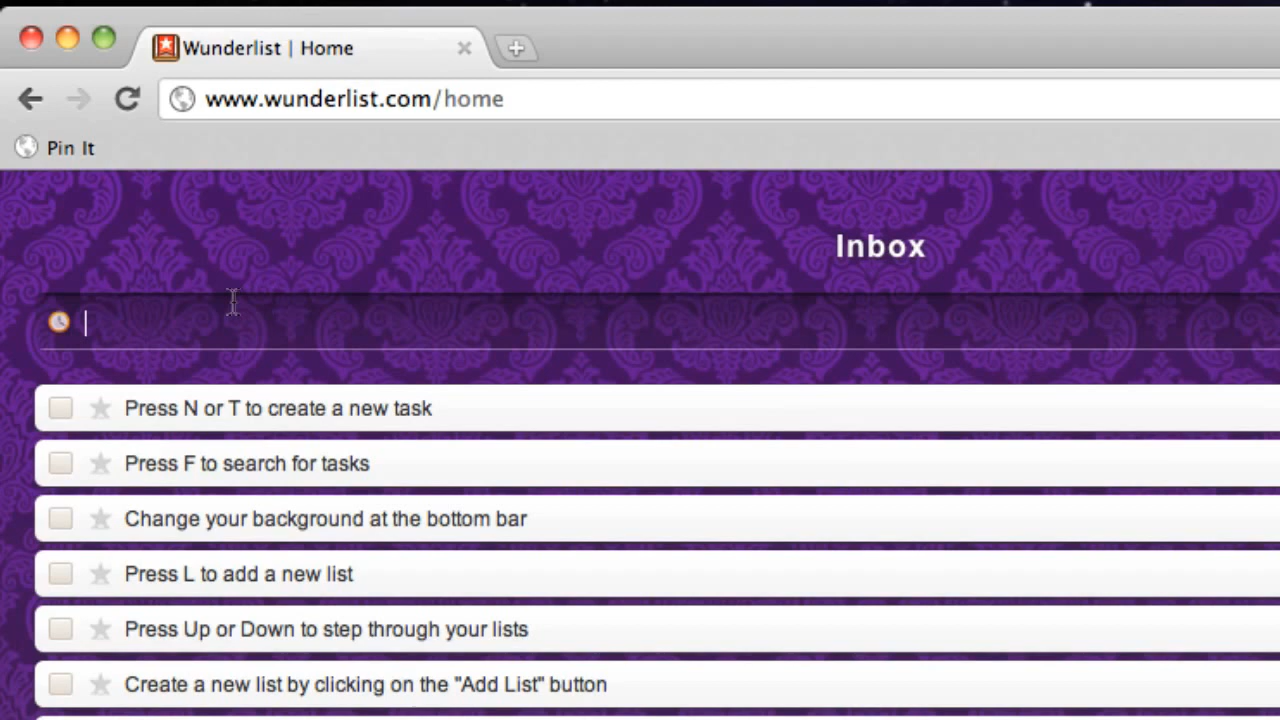 Wunderlist | Home
www.wunderlist.com/home
Pin It
Inbox
Press N or T to create a new task
Press F to search for tasks
Change your background at the bottom bar
Press L to add a new list
Press Up or Down to step through your lists
Create a new list by clicking on the "Add List" button